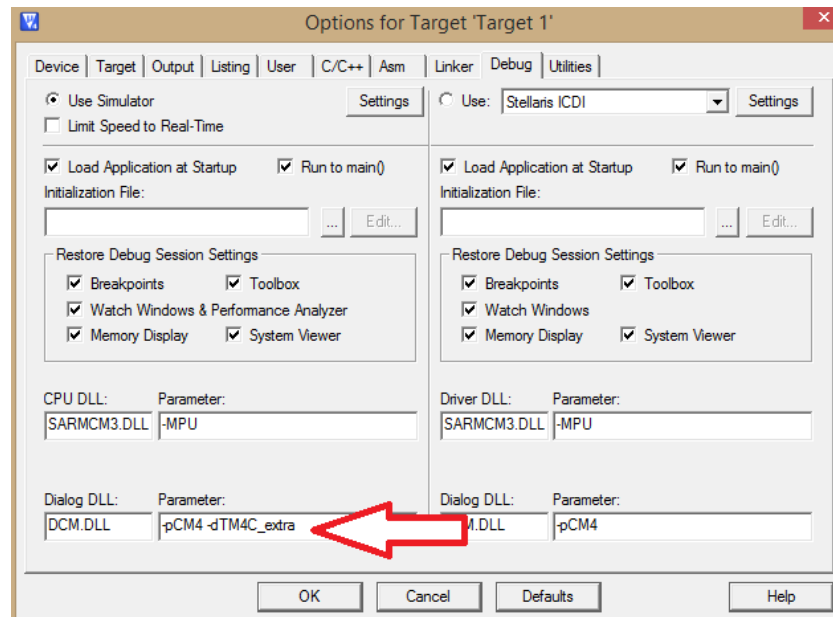 Options for Target 'Target 1'
Device Target Output Listing User C/C++ Asm Linker Debug Utilities
Use Simulator Settings
Limit Speed to Real-Time
Use: Stellaris ICDI Settings
Load Application at Startup Run to main()
Initialization File:
... Edit...
Restore Debug Session Settings
Breakpoints Toolbox
Watch Windows & Performance Analyzer
Memory Display System Viewer
CPU DLL: Parameter:
SARMCM3.DLL -MPU
Dialog DLL: Parameter:
DCM.DLL -pCM4 -dTM4C_extra
Load Application at Startup Run to main()
Initialization File:
... Edit...
Restore Debug Session Settings
Breakpoints Toolbox
Watch Windows
Memory Display System Viewer
Driver DLL: Parameter:
SARMCM3.DLL -MPU
Dialog DLL: Parameter:
M.DLL -pCM4
OK Cancel Defaults Help